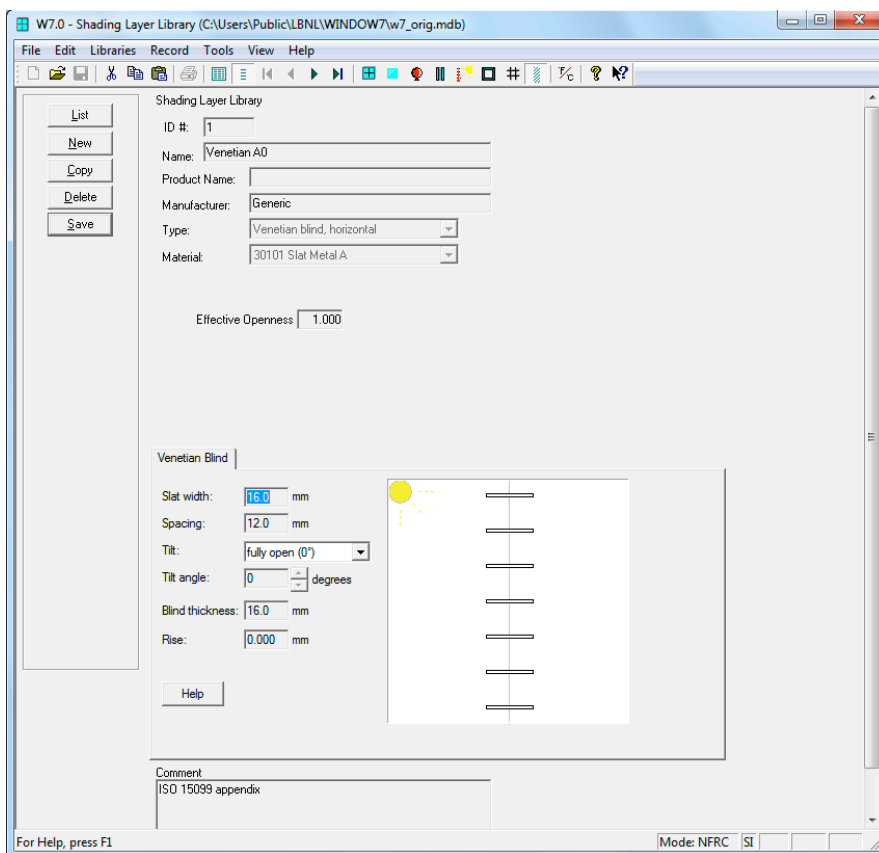 W7.0 - Shading Layer Library (C:\Users\Public\LBNL\WINDOW7\w7_orig.mdb)
File Edit Libraries Record Tools View Help
°F/C ? ?
List
New
Copy
Delete
Save
Shading Layer Library
ID #: 1
Name: Venetian A0
Product Name:
Manufacturer: Generic
Type: Venetian blind, horizontal
Material: 30101 Slat Metal A
Effective Openness 1.000
Venetian Blind
Slat width: 16.0 mm
Spacing: 12.0 mm
Tilt: fully open (0°)
Tilt angle: 0 degrees
Blind thickness: 16.0 mm
Rise: 0.000 mm
Help
Comment
ISO 15099 appendix
For Help, press F1 Mode: NFRC SI